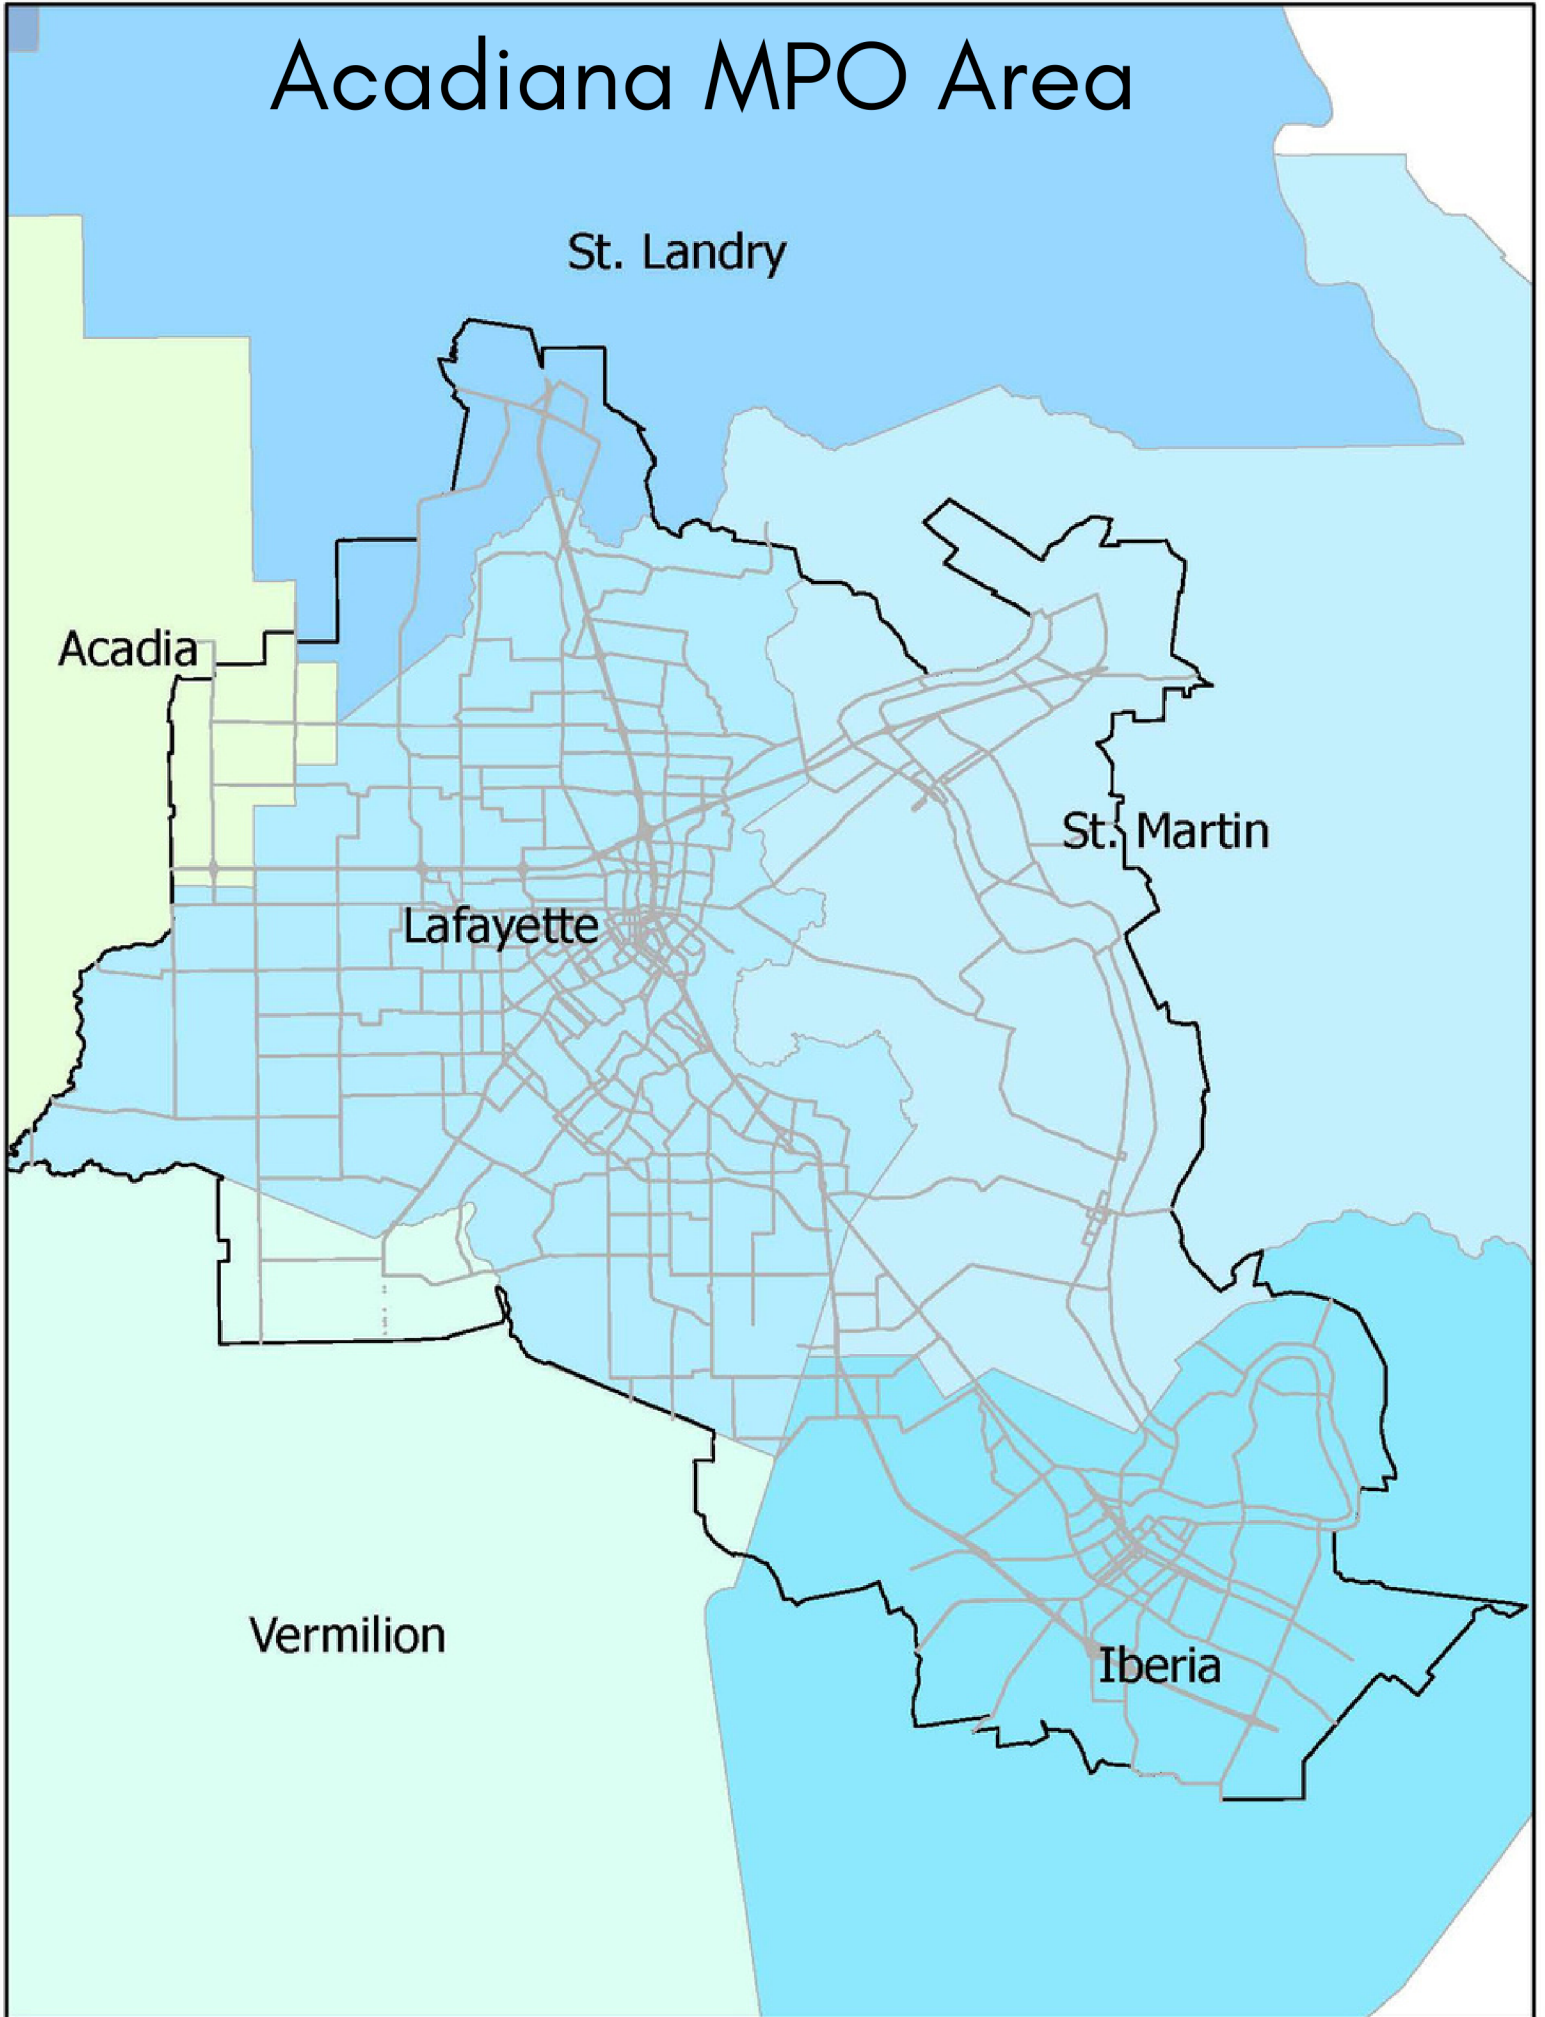 Acadiana MPO Area
St. Landry
Acadia
St. Martin
Lafayette
Vermilion
Iberia